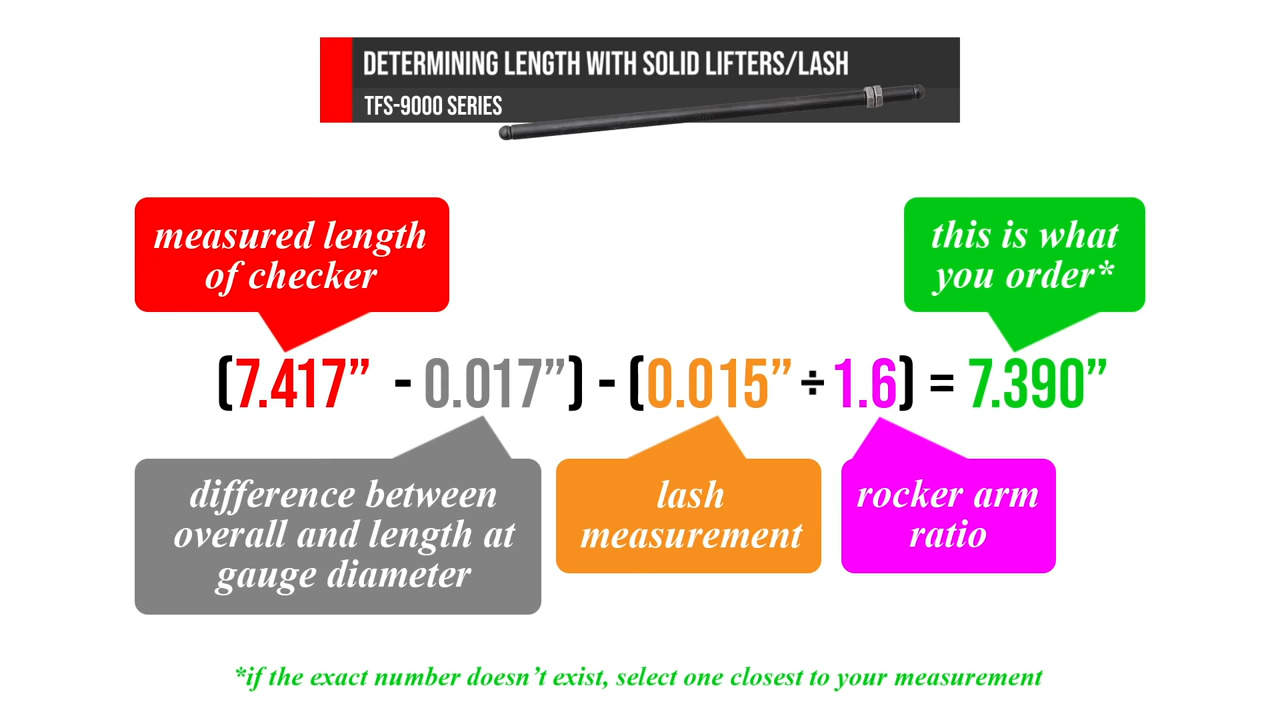 DETERMINING LENGTH WITH SOLID LIFTERS/LASH
TFS-9000 SERIES
measured length
of checker
this is what
you order*
(7.417” - 0.017”) - (0.015” ÷ 1.6) = 7.390”
difference between
overall and length at
gauge diameter
lash
measurement
rocker arm
ratio
*if the exact number doesn’t exist, select one closest to your measurement